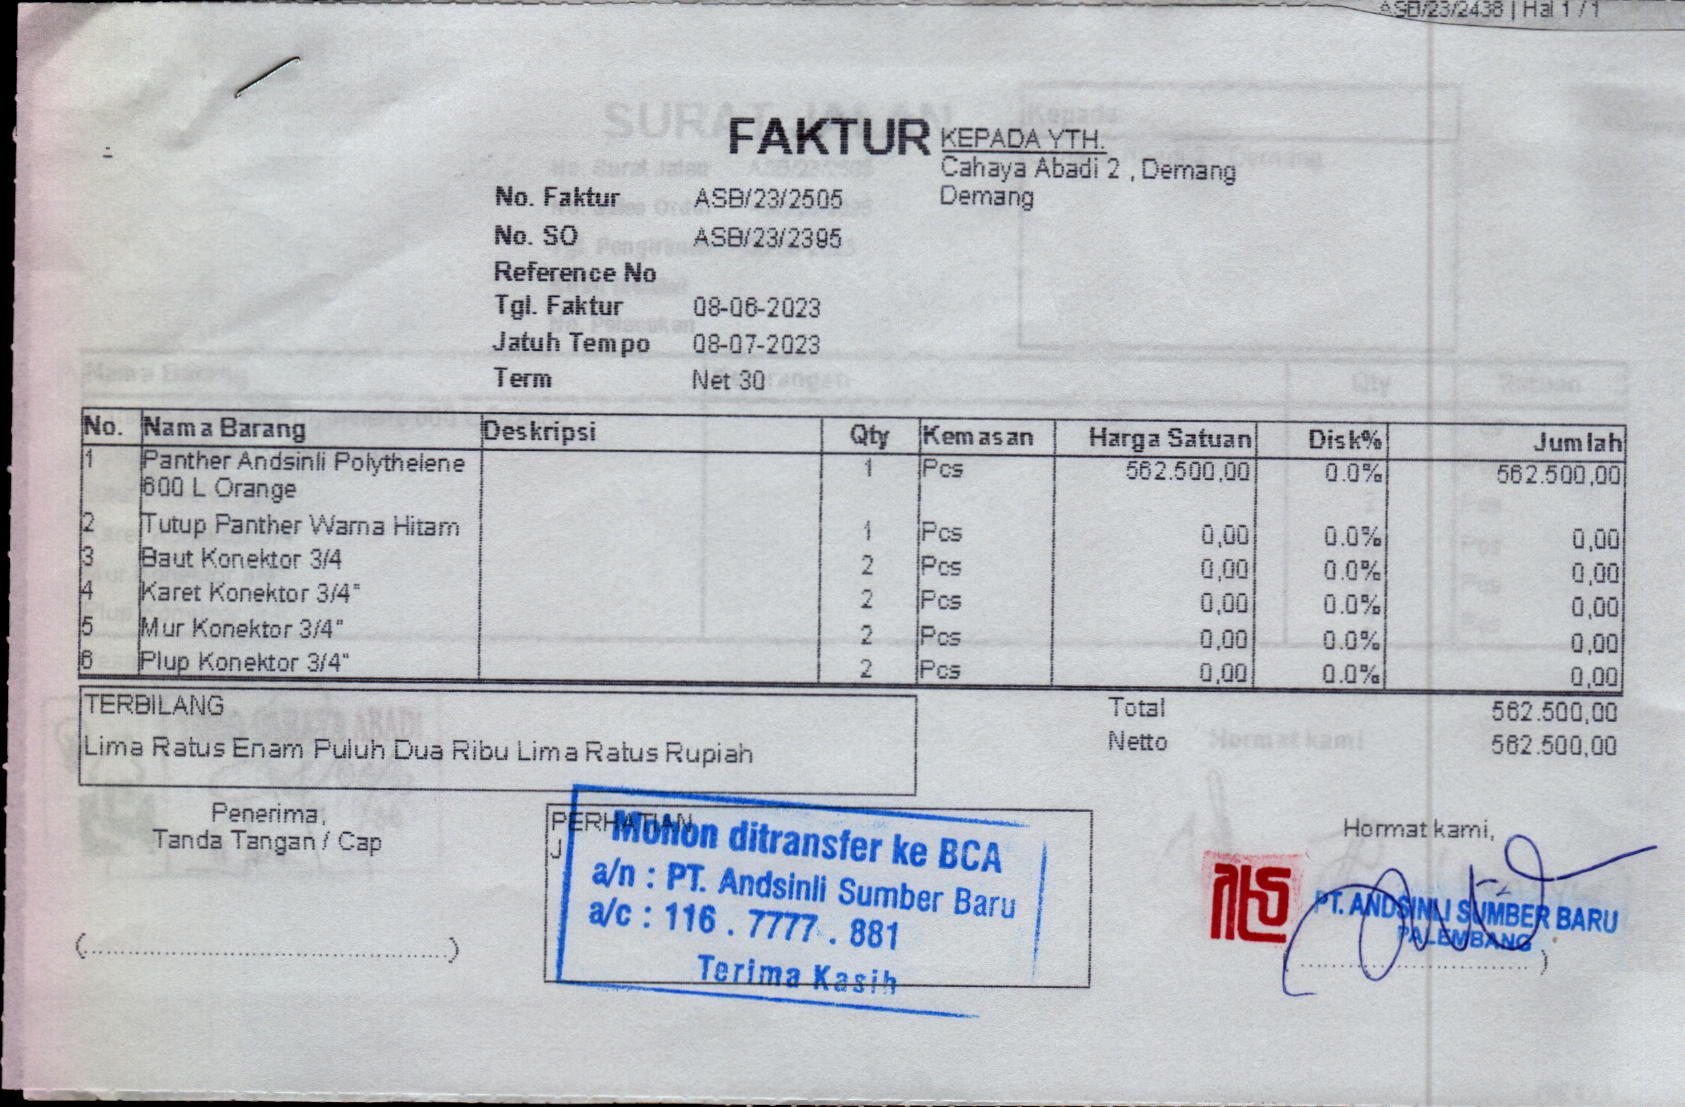 ASB/23/2438 | Hal 1 / 1
FAKTUR
KEPADA YTH.
Cahaya Abadi 2 , Demang
Demang
No. Faktur ASB/23/2505
No. SO ASB/23/2395
Reference No
Tgl. Faktur 08-06-2023
Jatuh Tempo 08-07-2023
Term Net 30
No. Nama Barang Deskripsi Qty Kemasan Harga Satuan Disk% Jumlah
1 Panther Andsinli Polythelene 1 Pcs 562.500,00 0.0% 562.500,00
600 L Orange
2 Tutup Panther Warna Hitam 1 Pcs 0,00 0.0% 0,00
3 Baut Konektor 3/4 2 Pcs 0,00 0.0% 0,00
4 Karet Konektor 3/4" 2 Pcs 0,00 0.0% 0,00
5 Mur Konektor 3/4" 2 Pcs 0,00 0.0% 0,00
6 Plup Konektor 3/4" 2 Pcs 0,00 0.0% 0,00
TERBILANG
Lima Ratus Enam Puluh Dua Ribu Lima Ratus Rupiah
Total 562.500,00
Netto 562.500,00
Penerima,
Tanda Tangan / Cap
PERHATIAN
J
Mohon ditransfer ke BCA
a/n : PT. Andsinli Sumber Baru
a/c : 116 . 7777 . 881
Terima Kasih
Hormat kami,
PT. ANDSINLI SUMBER BARU
PALEMBANG